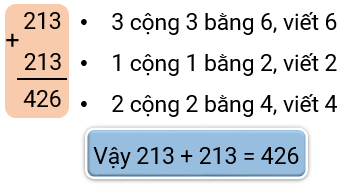 213
+
213
426
• 3 cộng 3 bằng 6, viết 6
• 1 cộng 1 bằng 2, viết 2
• 2 cộng 2 bằng 4, viết 4
Vậy 213 + 213 = 426